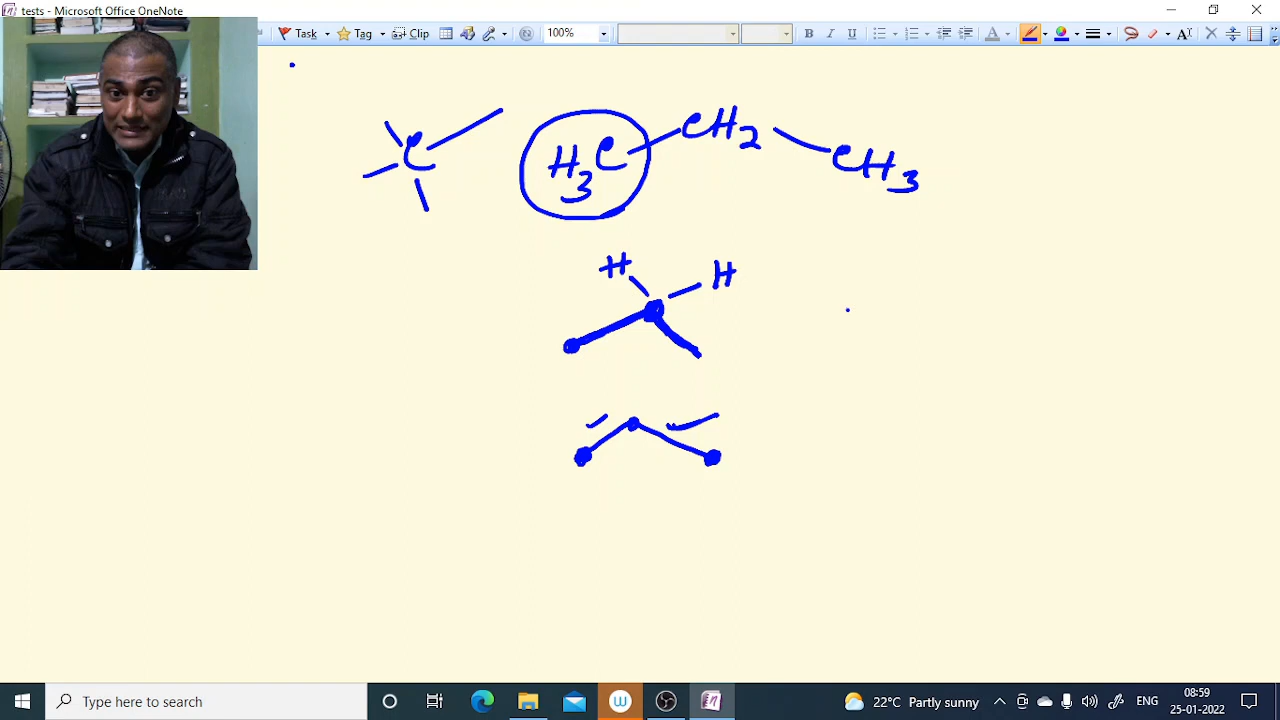 tests - Microsoft Office OneNote
Task Tag Clip 100% B I U A A
C H3C CH2 CH3
H H
Type here to search
22°C Partly sunny ENG 08:59
25-01-2022